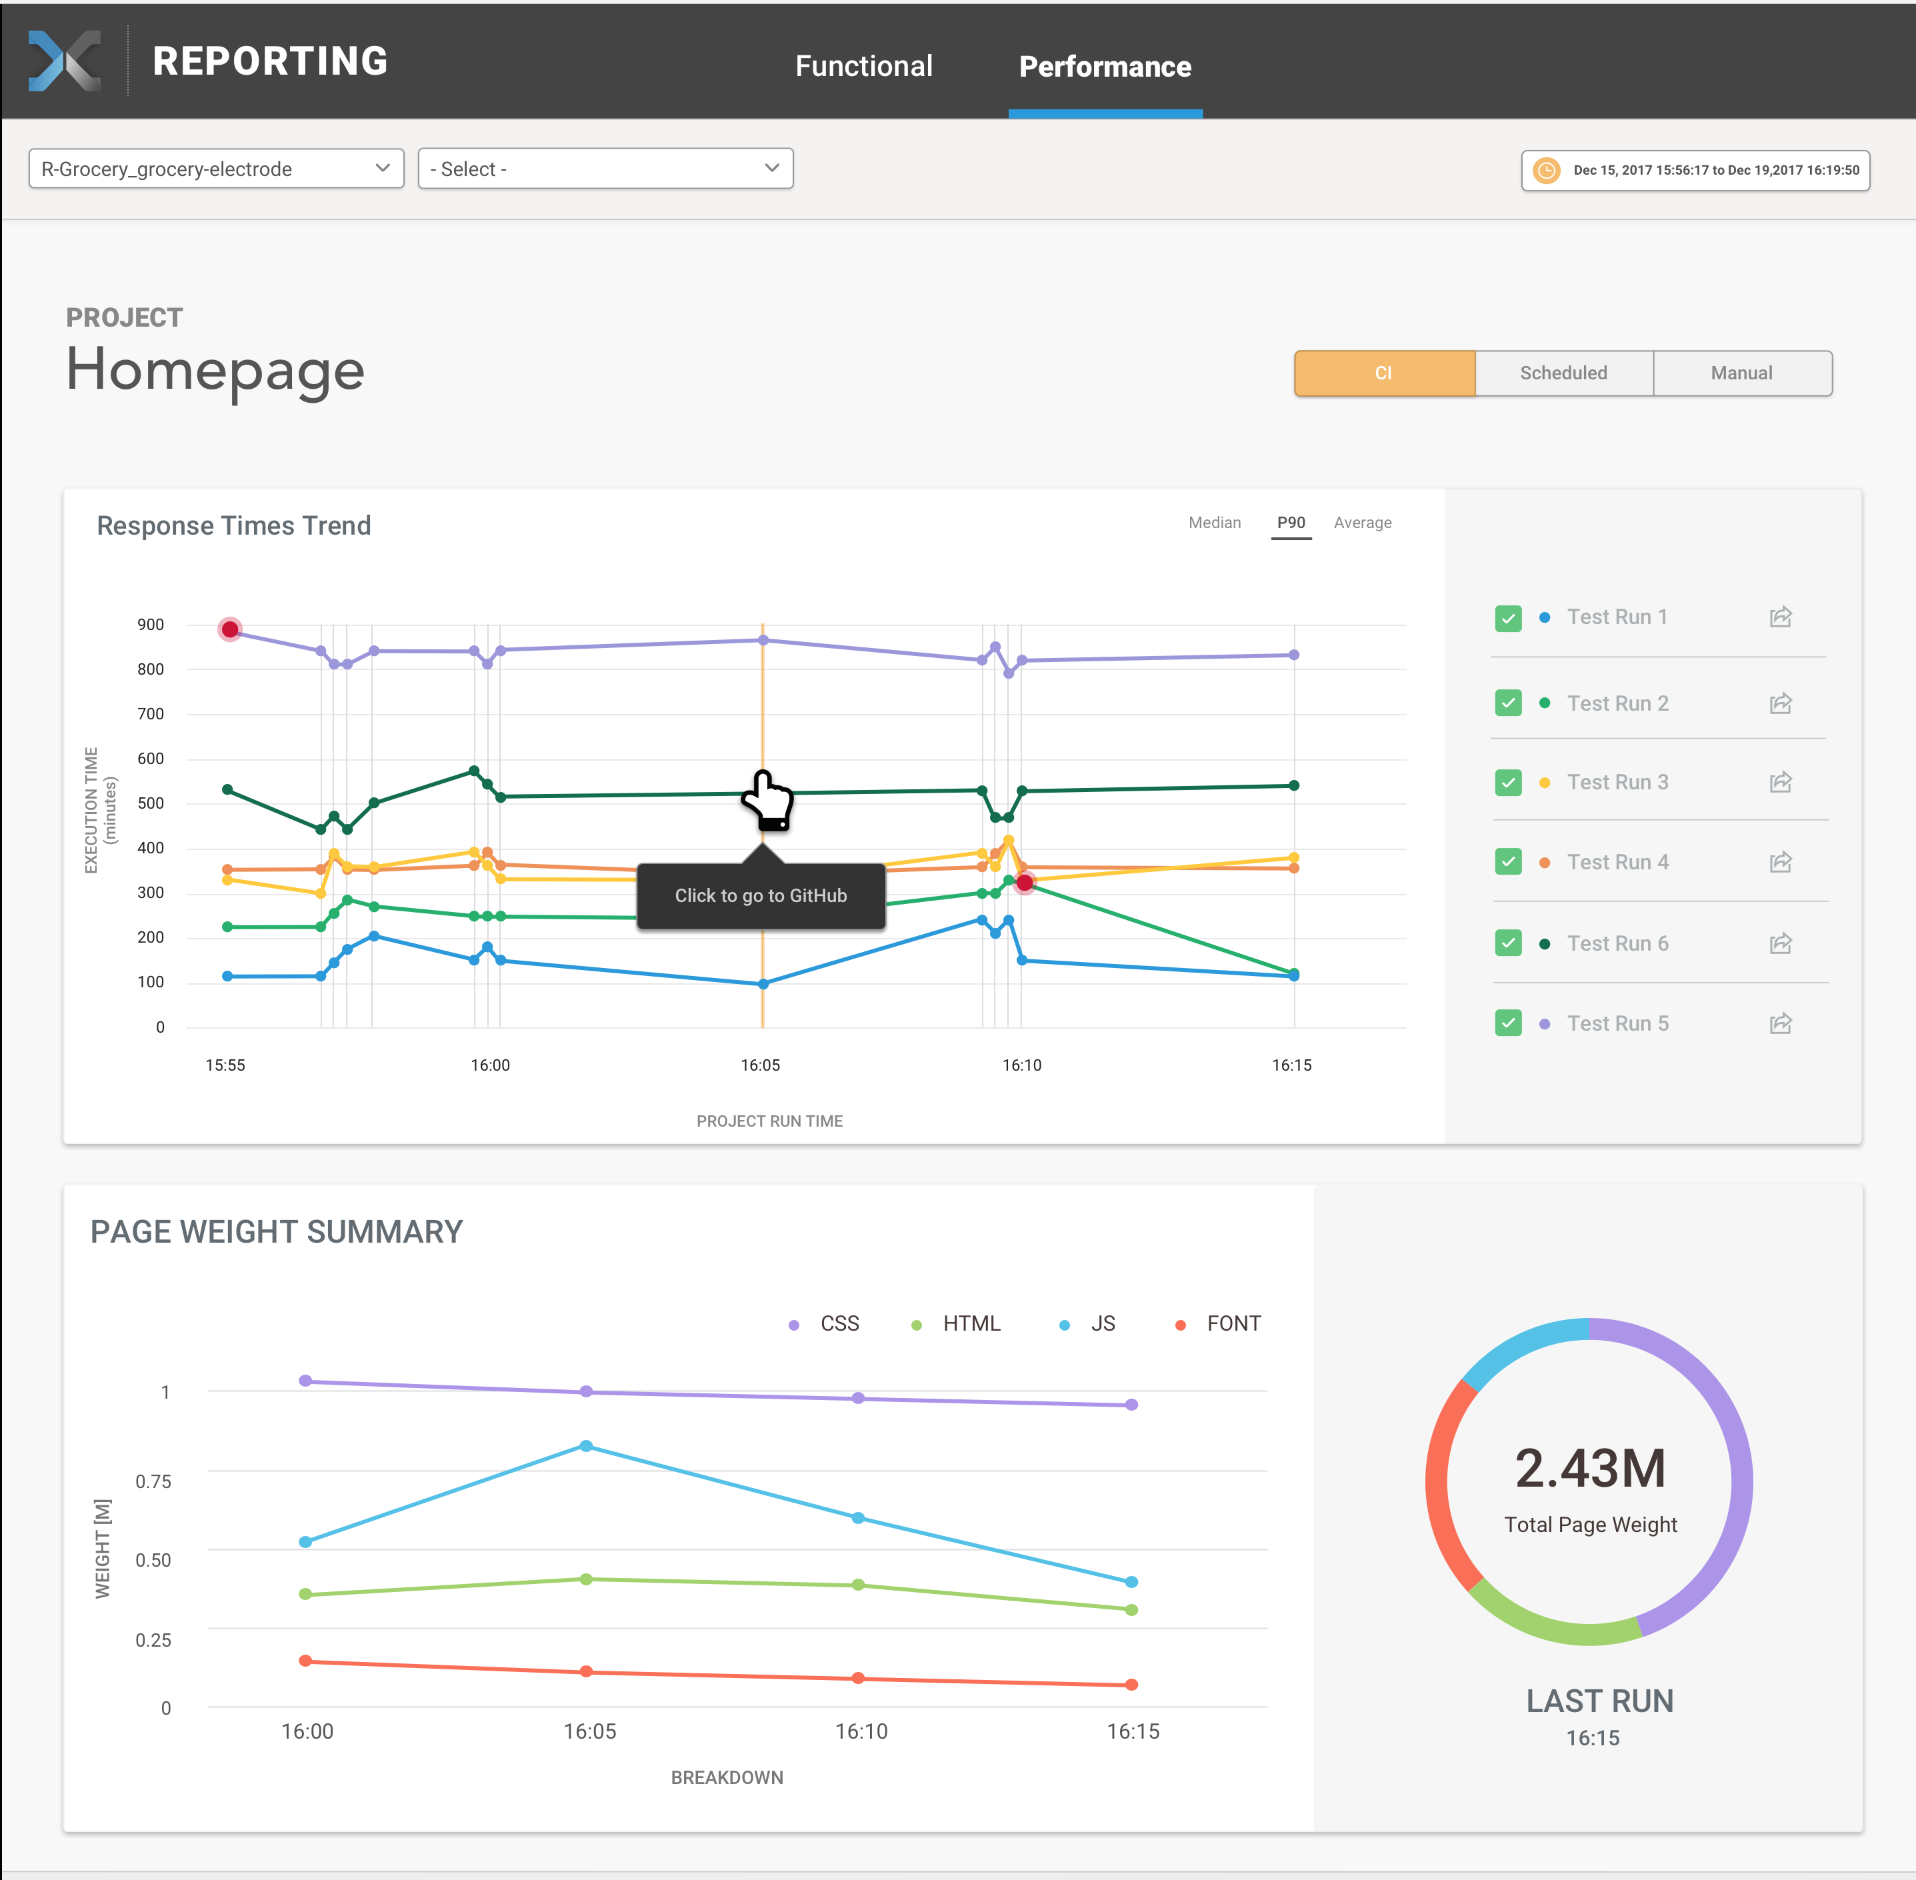 REPORTING
Functional
Performance
R-Grocery_grocery-electrode
- Select -
Dec 15, 2017 15:56:17 to Dec 19,2017 16:19:50
PROJECT
Homepage
CI
Scheduled
Manual
Response Times Trend
Median
P90
Average
900
800
700
600
500
400
300
200
100
0
EXECUTION TIME
(minutes)
Click to go to GitHub
15:55
16:00
16:05
16:10
16:15
PROJECT RUN TIME
Test Run 1
Test Run 2
Test Run 3
Test Run 4
Test Run 6
Test Run 5
PAGE WEIGHT SUMMARY
CSS
HTML
JS
FONT
1
0.75
0.50
0.25
0
WEIGHT [M]
16:00
16:05
16:10
16:15
BREAKDOWN
2.43M
Total Page Weight
LAST RUN
16:15